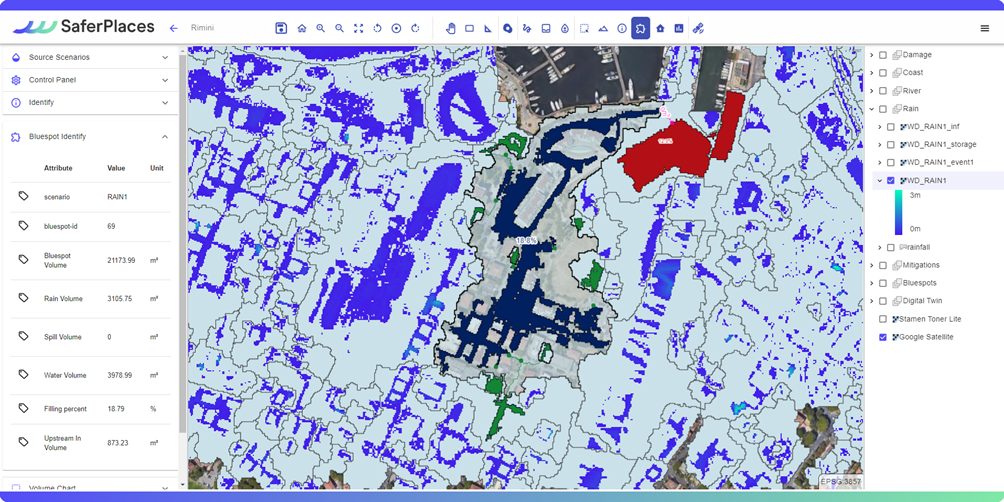 SaferPlaces
Rimini
Source Scenarios
Control Panel
Identify
Bluespot Identify
Attribute Value Unit
scenario RAIN1
bluespot-id 69
Bluespot
Volume 21173.99 m³
Rain Volume 3105.75 m³
Spill Volume 0 m³
Water Volume 3978.99 m³
Filling percent 18.79 %
Upstream In
Volume 873.23 m³
Volume Chart
18.8%
Damage
Coast
River
Rain
WD_RAIN1_inf
WD_RAIN1_storage
WD_RAIN1_event1
WD_RAIN1
3m
0m
rainfall
Mitigations
Bluespots
Digital Twin
Stamen Toner Lite
Google Satellite
EPSG:3857